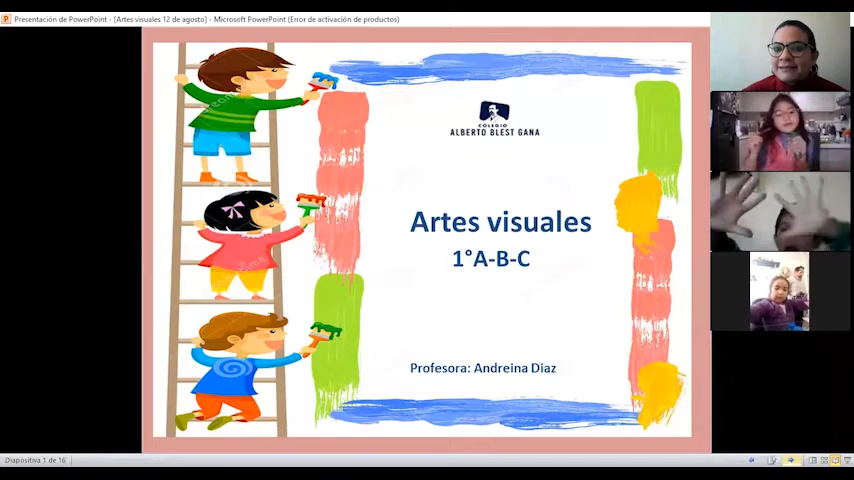 Presentación de PowerPoint - [Artes visuales 12 de agosto] - Microsoft PowerPoint (Error de activación de productos)
COLEGIO
ALBERTO BLEST GANA
Artes visuales
1°A-B-C
Profesora: Andreina Diaz
Diapositiva 1 de 16